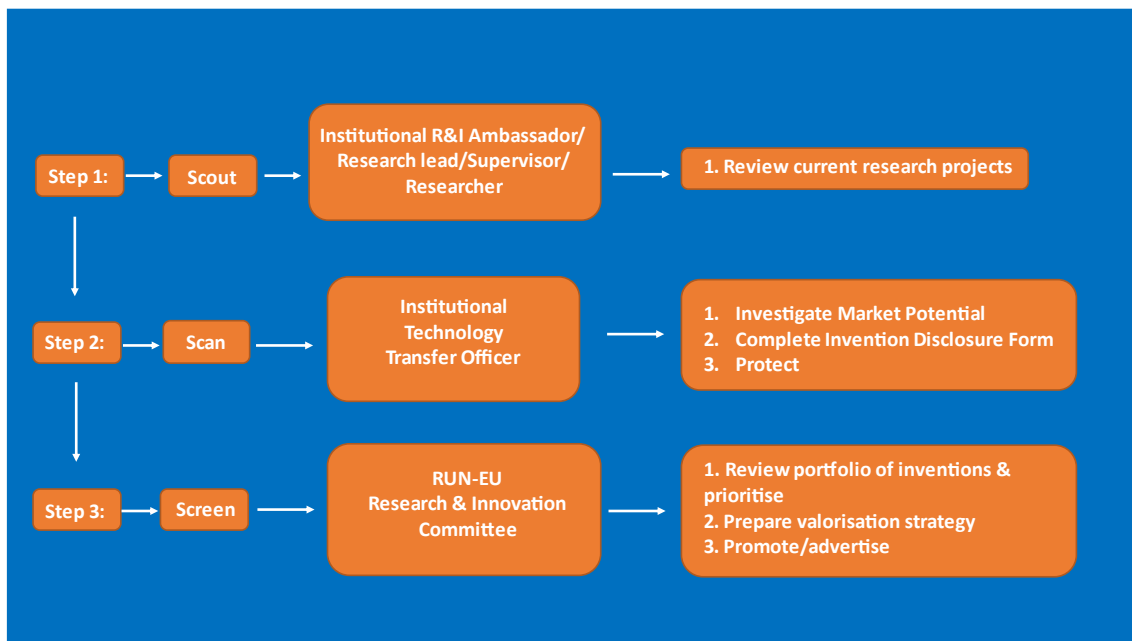 Step 1:
Scout
Institutional R&I Ambassador/
Research lead/Supervisor/
Researcher
1. Review current research projects
Step 2:
Scan
Institutional
Technology
Transfer Officer
1. Investigate Market Potential
2. Complete Invention Disclosure Form
3. Protect
Step 3:
Screen
RUN-EU
Research & Innovation
Committee
1. Review portfolio of inventions &
prioritise
2. Prepare valorisation strategy
3. Promote/advertise